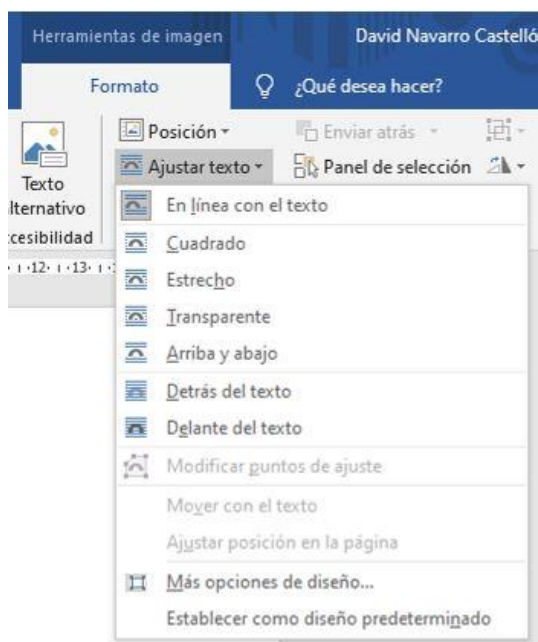 Herramientas de imagen David Navarro Castelló
Formato ¿Qué desea hacer?
Posición Enviar atrás
Ajustar texto Panel de selección
Texto
lternativo
ccesibilidad
12 13
En línea con el texto
Cuadrado
Estrecho
Transparente
Arriba y abajo
Detrás del texto
Delante del texto
Modificar puntos de ajuste
Mover con el texto
Ajustar posición en la página
Más opciones de diseño...
Establecer como diseño predeterminado